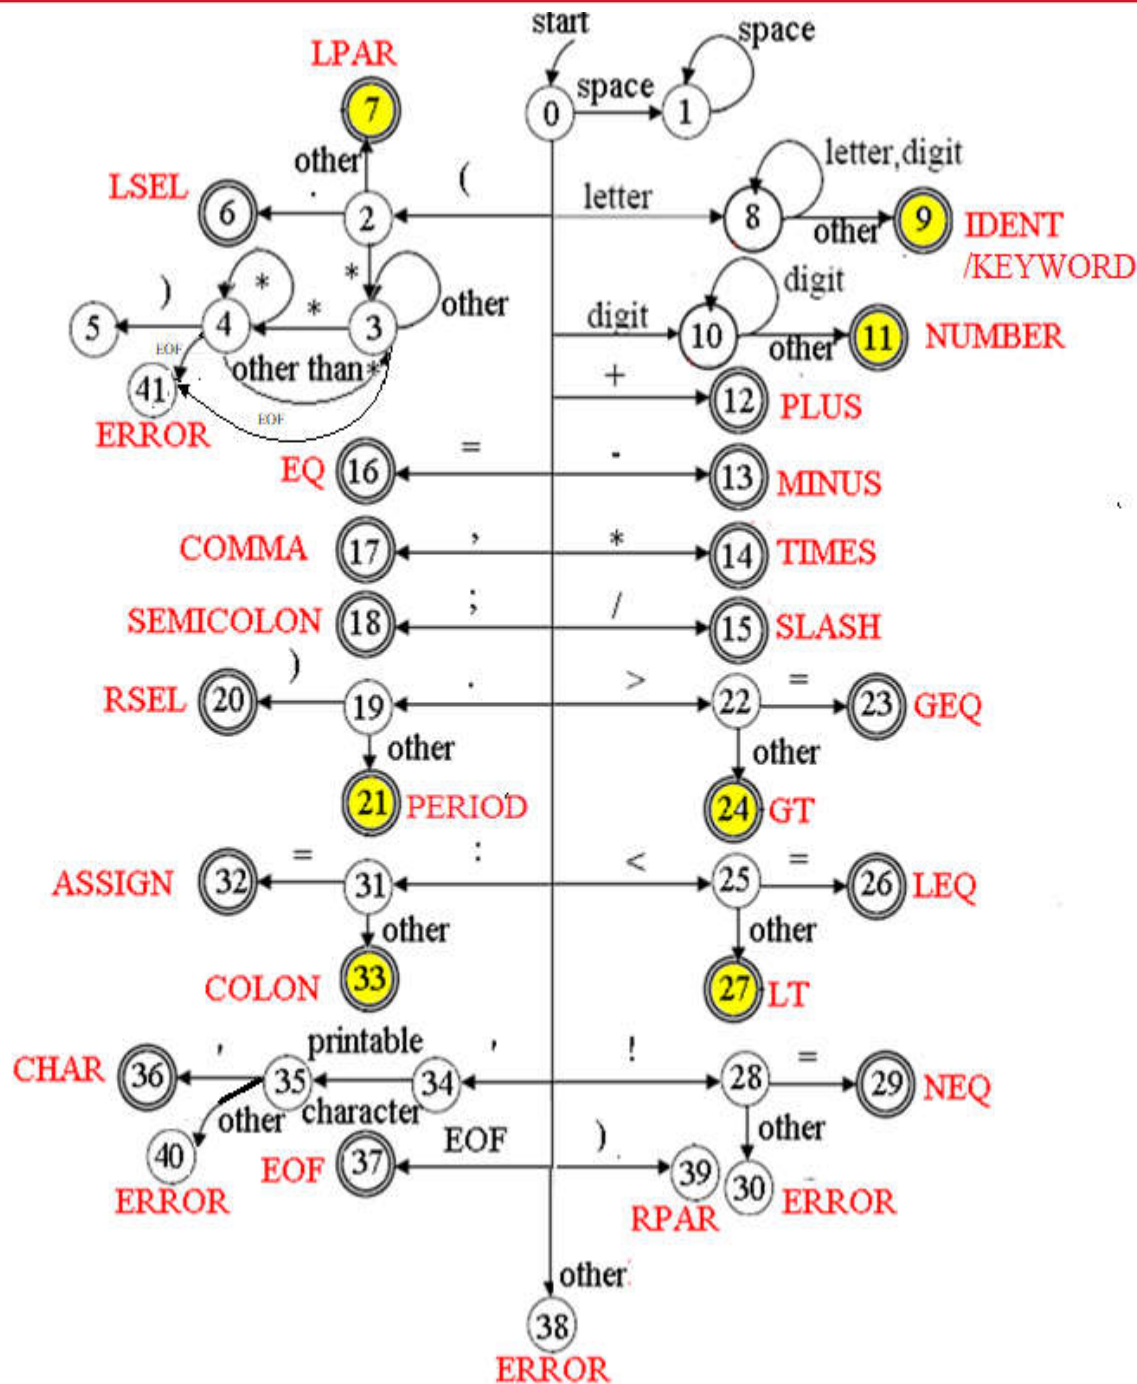 start
space
LPAR
space
0
1
7
other
letter,digit
LSEL
.
(
letter
6
2
8
other
9
IDENT
/KEYWORD
*
*
)
digit
5
4
*
3
other
digit
10
other
11
NUMBER
EOF
other than*
41
EOF
ERROR
+
12
PLUS
EQ
16
=
-
13
MINUS
COMMA
17
,
*
14
TIMES
SEMICOLON
18
;
/
15
SLASH
)
RSEL
20
19
.
>
22
=
23
GEQ
other
other
21
PERIOD
24
GT
ASSIGN
32
=
31
:
<
25
=
26
LEQ
other
other
COLON
33
27
LT
printable
CHAR
36
'
35
34
'
!
28
=
29
NEQ
other
character
other
40
EOF
37
EOF
)
39
30
ERROR
ERROR
RPAR
other
38
ERROR